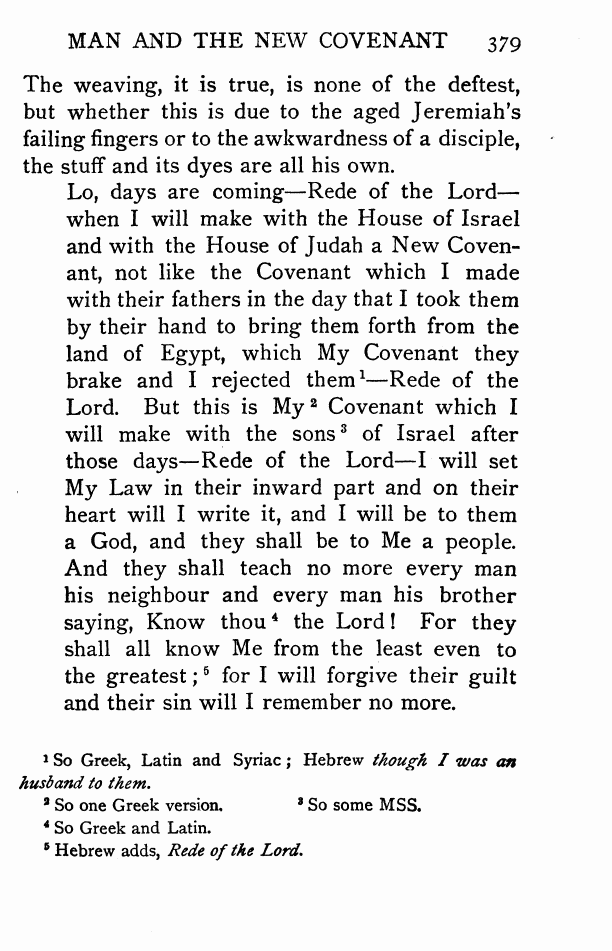 MAN AND THE NEW COVENANT 379
The weaving, it is true, is none of the deftest,
but whether this is due to the aged Jeremiah's
failing fingers or to the awkwardness of a disciple,
the stuff and its dyes are all his own.
Lo, days are coming—Rede of the Lord—
when I will make with the House of Israel
and with the House of Judah a New Coven-
ant, not like the Covenant which I made
with their fathers in the day that I took them
by their hand to bring them forth from the
land of Egypt, which My Covenant they
brake and I rejected them¹—Rede of the
Lord. But this is My² Covenant which I
will make with the sons³ of Israel after
those days—Rede of the Lord—I will set
My Law in their inward part and on their
heart will I write it, and I will be to them
a God, and they shall be to Me a people.
And they shall teach no more every man
his neighbour and every man his brother
saying, Know thou⁴ the Lord! For they
shall all know Me from the least even to
the greatest;⁵ for I will forgive their guilt
and their sin will I remember no more.
¹ So Greek, Latin and Syriac; Hebrew though I was an
husband to them.
² So one Greek version. ³ So some MSS.
⁴ So Greek and Latin.
⁵ Hebrew adds, Rede of the Lord.